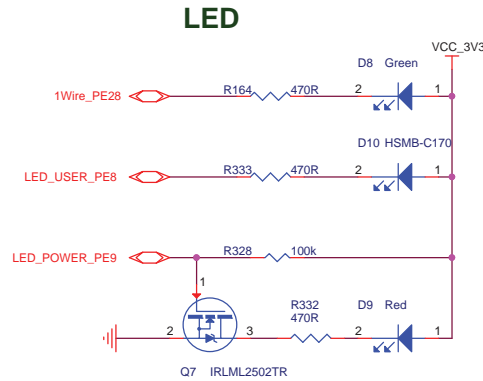 LED
VCC_3V3
D8 Green
1Wire_PE28 R164 470R 2 1
D10 HSMB-C170
LED_USER_PE8 R333 470R 2 1
LED_POWER_PE9 R328 100k
1
R332 D9 Red
470R
2 3 2 1
Q7 IRLML2502TR